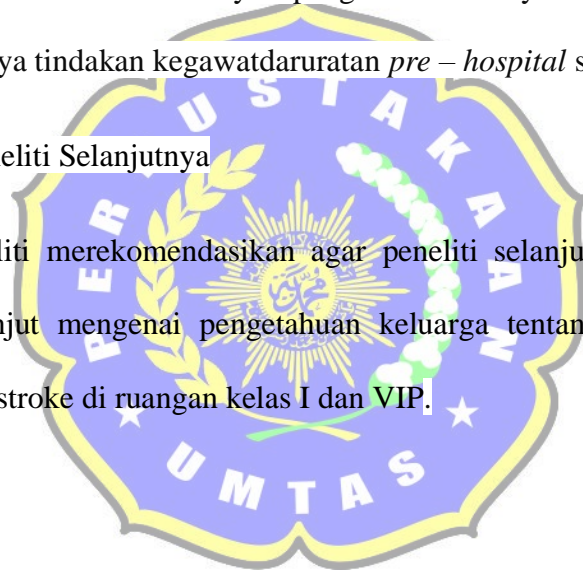 ya tindakan kegawatdaruratan pre – hospital s
eliti Selanjutnya
liti merekomendasikan agar peneliti selanju
njut mengenai pengetahuan keluarga tentan
stroke di ruangan kelas I dan VIP.
PERPUSTAKAAN
UMTAS